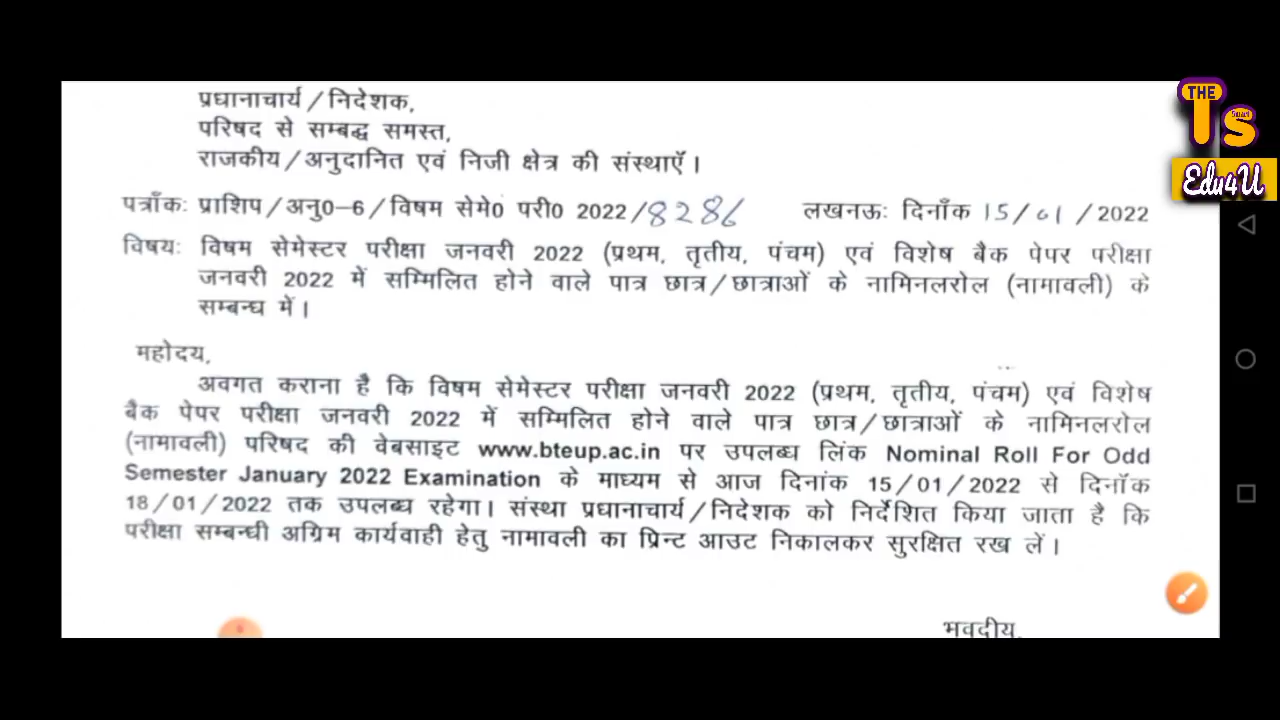 प्रधानाचार्य/निदेशक,
परिषद से सम्बद्ध समस्त,
राजकीय/अनुदानित एवं निजी क्षेत्र की संस्थाऍ।
पत्रॉंकः प्राशिप/अनु0-6/विषम सेमे0 परी0 2022/8286 लखनऊः दिनॉंक 15/01/2022
विषयः विषम सेमेस्टर परीक्षा जनवरी 2022 (प्रथम, तृतीय, पंचम) एवं विशेष बैक पेपर परीक्षा
जनवरी 2022 में सम्मिलित होने वाले पात्र छात्र/छात्राओं के नामिनलरोल (नामावली) के
सम्बन्ध में।
महोदय,
अवगत कराना है कि विषम सेमेस्टर परीक्षा जनवरी 2022 (प्रथम, तृतीय, पंचम) एवं विशेष
बैक पेपर परीक्षा जनवरी 2022 में सम्मिलित होने वाले पात्र छात्र/छात्राओं के नामिनलरोल
(नामावली) परिषद की वेबसाइट www.bteup.ac.in पर उपलब्ध लिंक Nominal Roll For Odd
Semester January 2022 Examination के माध्यम से आज दिनांक 15/01/2022 से दिनॉक
18/01/2022 तक उपलब्ध रहेगा। संस्था प्रधानाचार्य/निदेशक को निर्देशित किया जाता है कि
परीक्षा सम्बन्धी अग्रिम कार्यवाही हेतु नामावली का प्रिन्ट आउट निकालकर सुरक्षित रख लें।
भवदीय,
THE
Ts
Smart
Edu4U